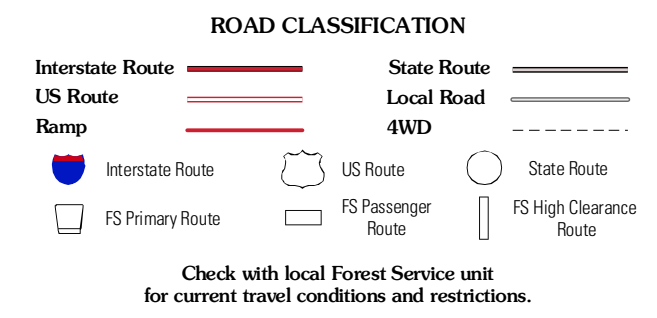 ROAD CLASSIFICATION
Interstate Route
State Route
US Route
Local Road
Ramp
4WD
Interstate Route
US Route
State Route
FS Primary Route
FS Passenger
Route
FS High Clearance
Route
Check with local Forest Service unit
for current travel conditions and restrictions.